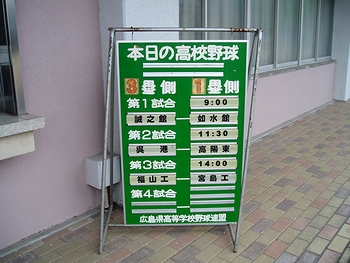 本日の高校野球
3塁側 1塁側
第1試合 9:00
誠之館 如水館
第2試合 11:30
呉港 高陽東
第3試合 14:00
福山工 宮島工
第4試合
広島県高等学校野球連盟